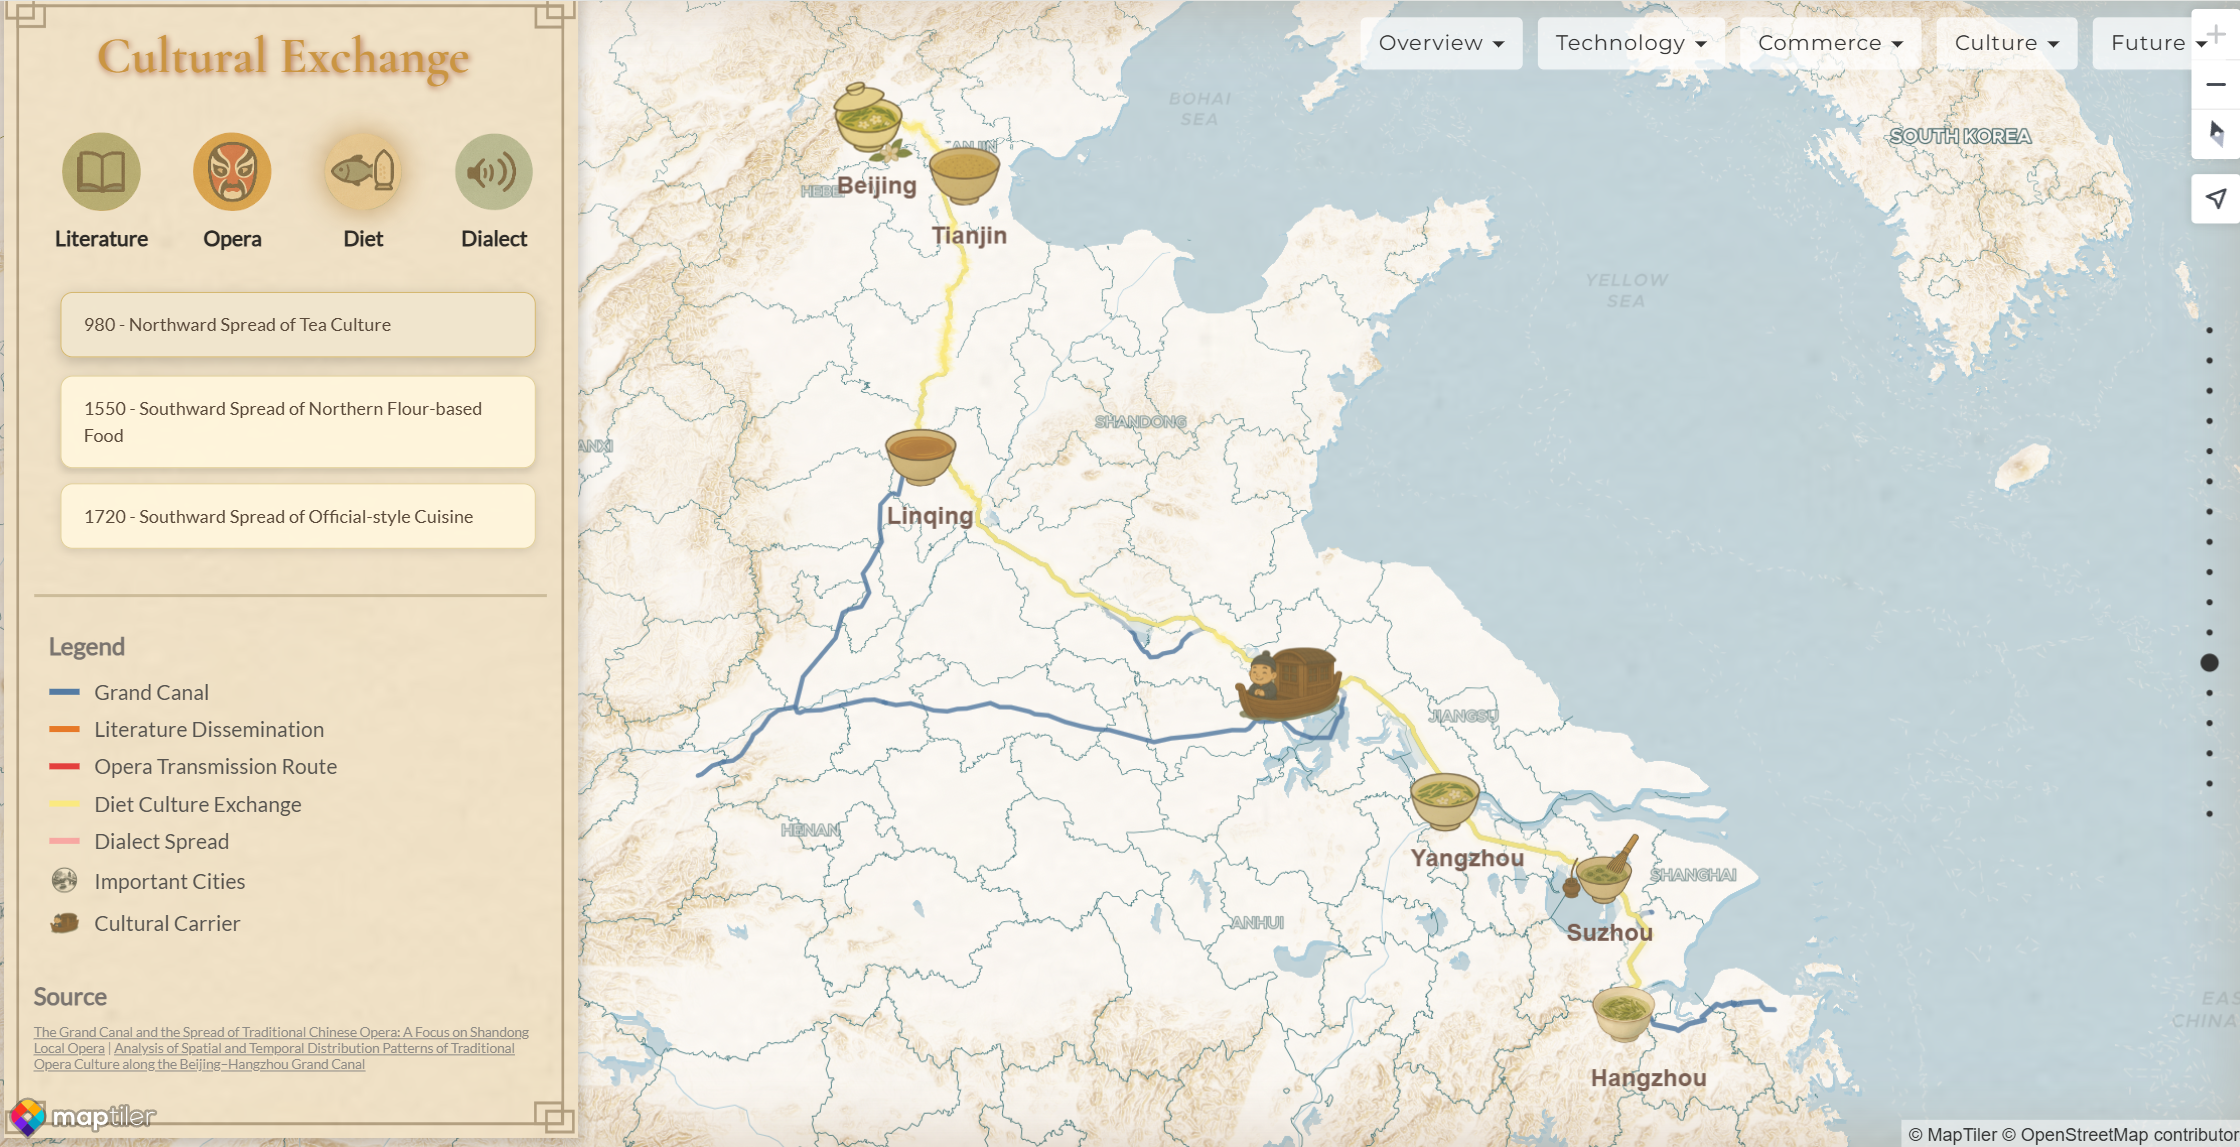 Cultural Exchange
Literature
Opera
Diet
Dialect
980 - Northward Spread of Tea Culture
1550 - Southward Spread of Northern Flour-based
Food
1720 - Southward Spread of Official-style Cuisine
Legend
Grand Canal
Literature Dissemination
Opera Transmission Route
Diet Culture Exchange
Dialect Spread
Important Cities
Cultural Carrier
Source
The Grand Canal and the Spread of Traditional Chinese Opera: A Focus on Shandong
Local Opera | Analysis of Spatial and Temporal Distribution Patterns of Traditional
Opera Culture along the Beijing–Hangzhou Grand Canal
maptiler
Overview
Technology
Commerce
Culture
Future
BOHAI
SEA
SOUTH KOREA
ANJIN
HEBE
Beijing
Tianjin
YELLOW
SEA
SHANDONG
ANXI
Linqing
JIANGSU
HENAN
Yangzhou
SHANGHAI
ANHUI
Suzhou
EAS
CHINA
Hangzhou
© MapTiler © OpenStreetMap contributor